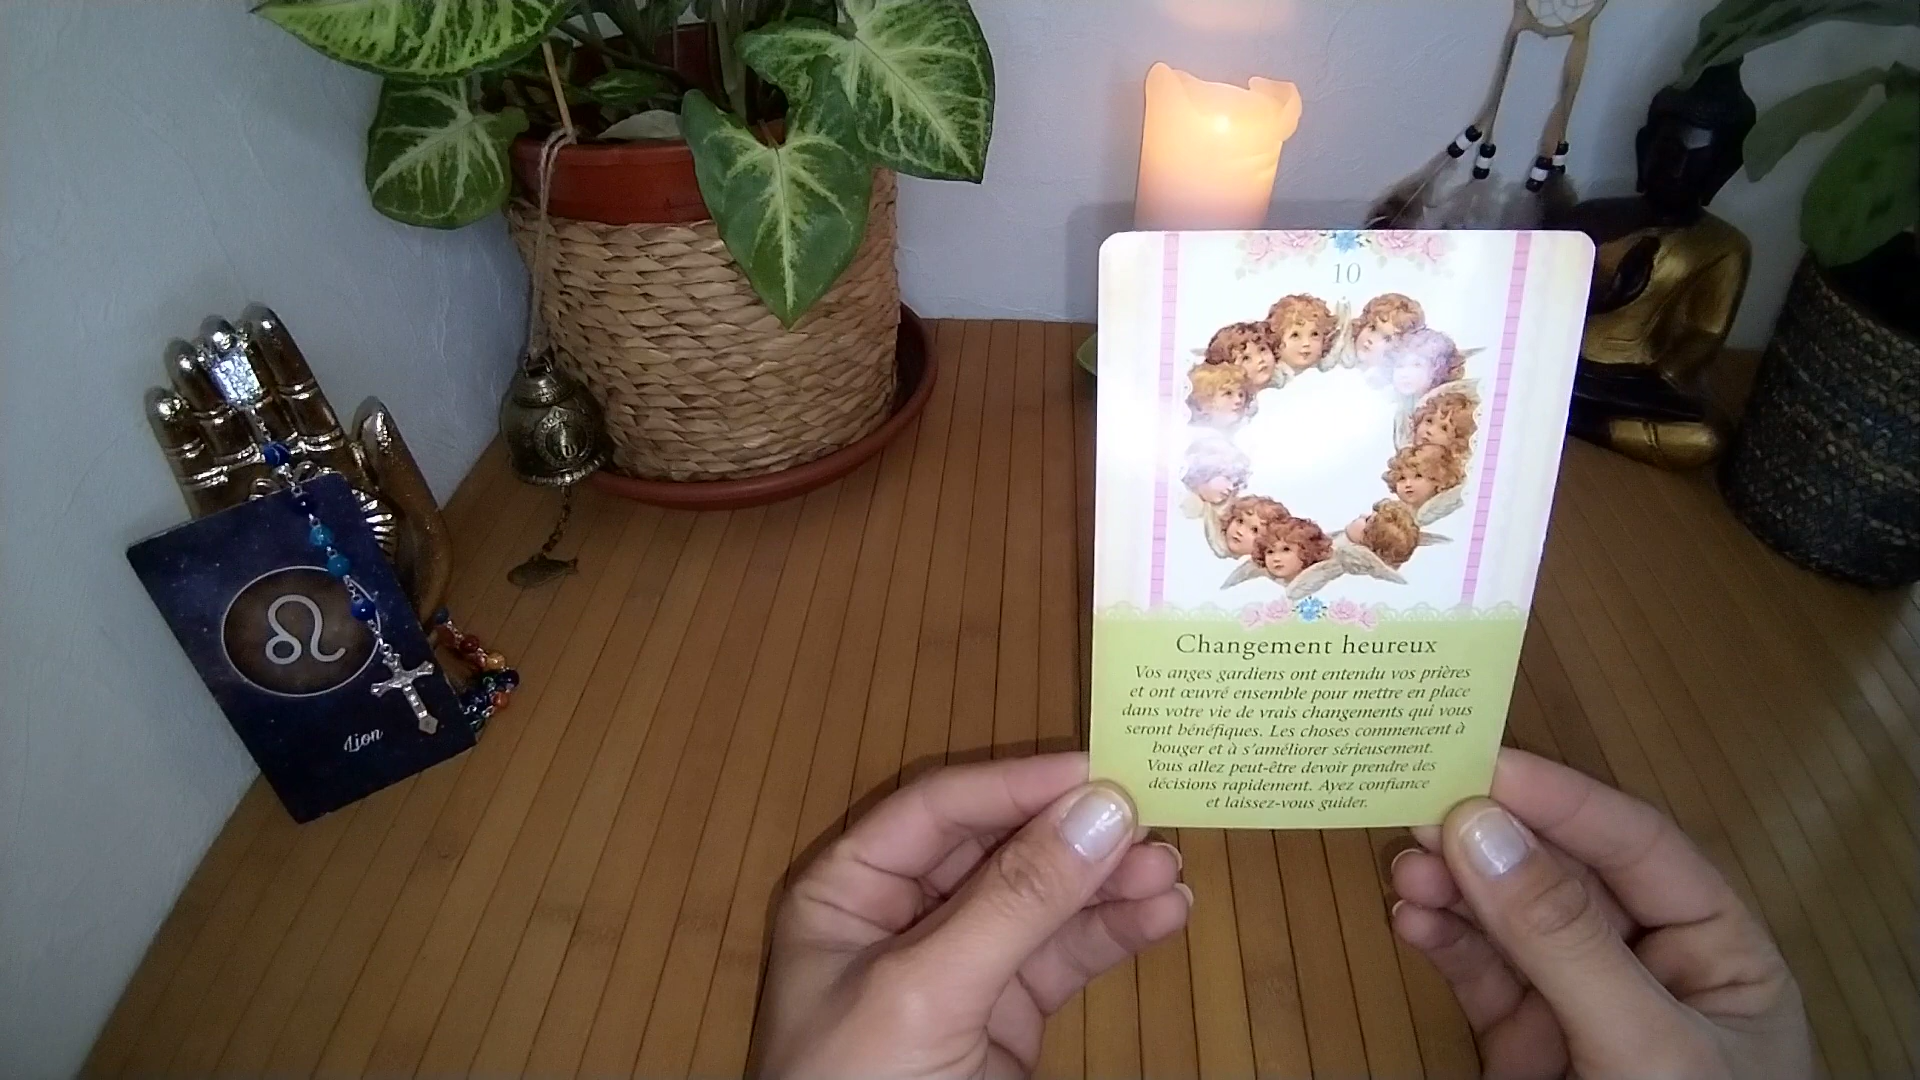 10
Changement heureux
Vos anges gardiens ont entendu vos prières
et ont œuvré ensemble pour mettre en place
dans votre vie de vrais changements qui vous
seront bénéfiques. Les choses commencent à
bouger et à s'améliorer sérieusement.
Vous allez peut-être devoir prendre des
décisions rapidement. Ayez confiance
et laissez-vous guider.
Lion